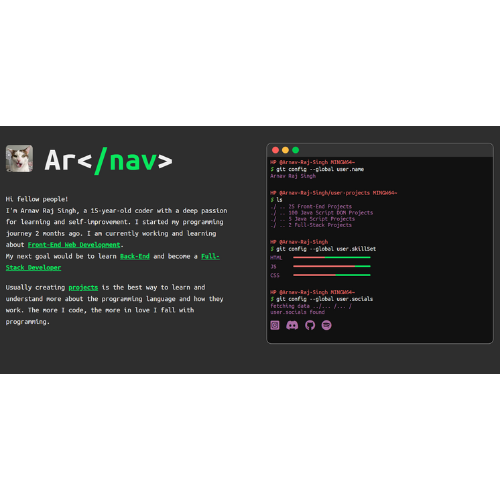 Ar</nav>
Hi fellow people!
I'm Arnav Raj Singh, a 15-year-old coder with a deep passion
for learning and self-improvement. I started my programming
journey 2 months ago. I am currently working and learning
about Front-End Web Development.
My next goal would be to learn Back-End and become a Full-
Stack Developer
Usually creating projects is the best way to learn and
understand more about the programming language and how they
work. The more I code, the more in love I fall with
programming.
HP @Arnav-Raj-Singh MINGW64~
$ git config --global user.name
Arnav Raj Singh
HP @Arnav-Raj-Singh/user-projects MINGW64~
$ ls
./ .. 25 Front-End Projects
./ .. 100 Java Script DOM Projects
./ .. 5 Java Script Projects
./ .. 2 Full-Stack Projects
HP @Arnav-Raj-Singh
$ git config --global user.skillSet
HTML
JS
CSS
HP @Arnav-Raj-Singh MINGW64~
$ git config --global user.socials
Fetching data ../... /... /
user.socials found